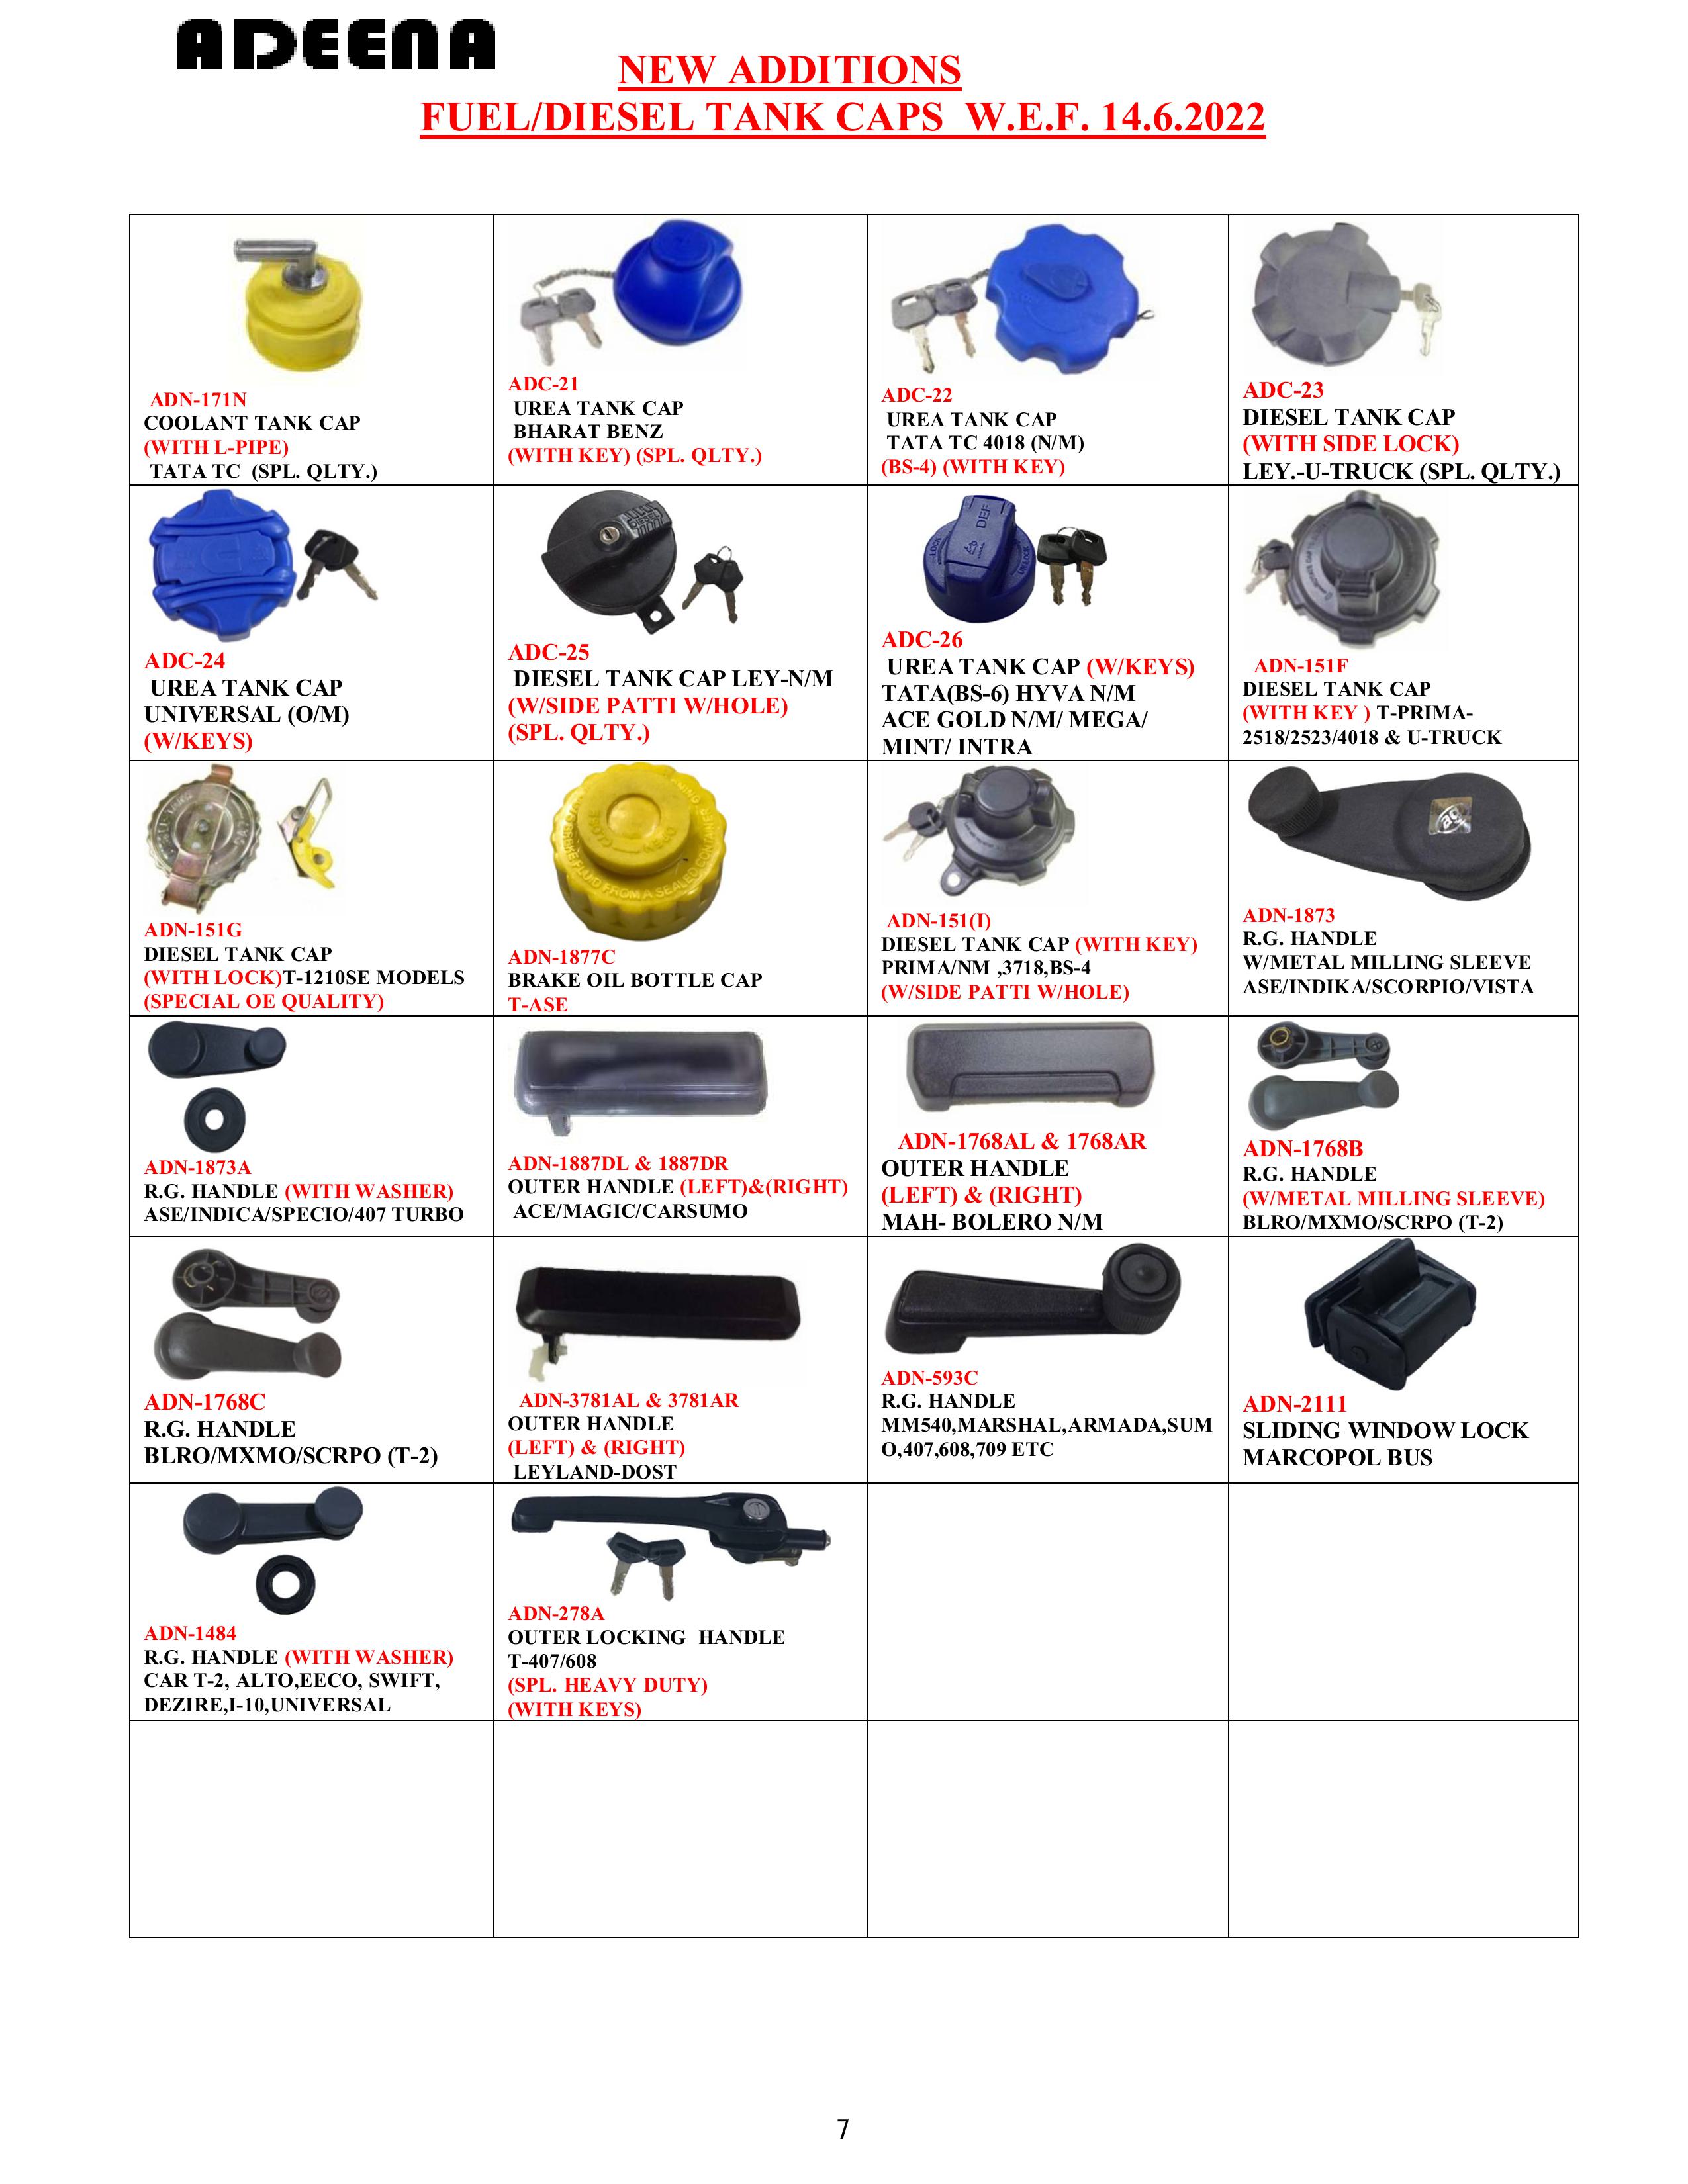 ADEENA
NEW ADDITIONS
FUEL/DIESEL TANK CAPS W.E.F. 14.6.2022
ADN-171N
COOLANT TANK CAP
(WITH L-PIPE)
TATA TC (SPL. QLTY.)
ADC-21
UREA TANK CAP
BHARAT BENZ
(WITH KEY) (SPL. QLTY.)
ADC-22
UREA TANK CAP
TATA TC 4018 (N/M)
(BS-4) (WITH KEY)
ADC-23
DIESEL TANK CAP
(WITH SIDE LOCK)
LEY.-U-TRUCK (SPL. QLTY.)
ADC-24
UREA TANK CAP
UNIVERSAL (O/M)
(W/KEYS)
DIESEL
ADC-25
DIESEL TANK CAP LEY-N/M
(W/SIDE PATTI W/HOLE)
(SPL. QLTY.)
DEF
LOCK
UNLOCK
ADC-26
UREA TANK CAP (W/KEYS)
TATA(BS-6) HYVA N/M
ACE GOLD N/M/ MEGA/
MINT/ INTRA
ADN-151F
DIESEL TANK CAP
(WITH KEY ) T-PRIMA-
2518/2523/4018 & U-TRUCK
ADN-151G
DIESEL TANK CAP
(WITH LOCK)T-1210SE MODELS
(SPECIAL OE QUALITY)
OPEN
CLOSE
FLUID FROM A SEALED CONTAINER
ADN-1877C
BRAKE OIL BOTTLE CAP
T-ASE
ADN-151(I)
DIESEL TANK CAP (WITH KEY)
PRIMA/NM ,3718,BS-4
(W/SIDE PATTI W/HOLE)
ag
ADN-1873
R.G. HANDLE
W/METAL MILLING SLEEVE
ASE/INDIKA/SCORPIO/VISTA
ADN-1873A
R.G. HANDLE (WITH WASHER)
ASE/INDICA/SPECIO/407 TURBO
ADN-1887DL & 1887DR
OUTER HANDLE (LEFT)&(RIGHT)
ACE/MAGIC/CARSUMO
ADN-1768AL & 1768AR
OUTER HANDLE
(LEFT) & (RIGHT)
MAH- BOLERO N/M
ADN-1768B
R.G. HANDLE
(W/METAL MILLING SLEEVE)
BLRO/MXMO/SCRPO (T-2)
ADN-1768C
R.G. HANDLE
BLRO/MXMO/SCRPO (T-2)
ADN-3781AL & 3781AR
OUTER HANDLE
(LEFT) & (RIGHT)
LEYLAND-DOST
ADN-593C
R.G. HANDLE
MM540,MARSHAL,ARMADA,SUM
O,407,608,709 ETC
ADN-2111
SLIDING WINDOW LOCK
MARCOPOL BUS
ADN-1484
R.G. HANDLE (WITH WASHER)
CAR T-2, ALTO,EECO, SWIFT,
DEZIRE,I-10,UNIVERSAL
ADN-278A
OUTER LOCKING HANDLE
T-407/608
(SPL. HEAVY DUTY)
(WITH KEYS)
7